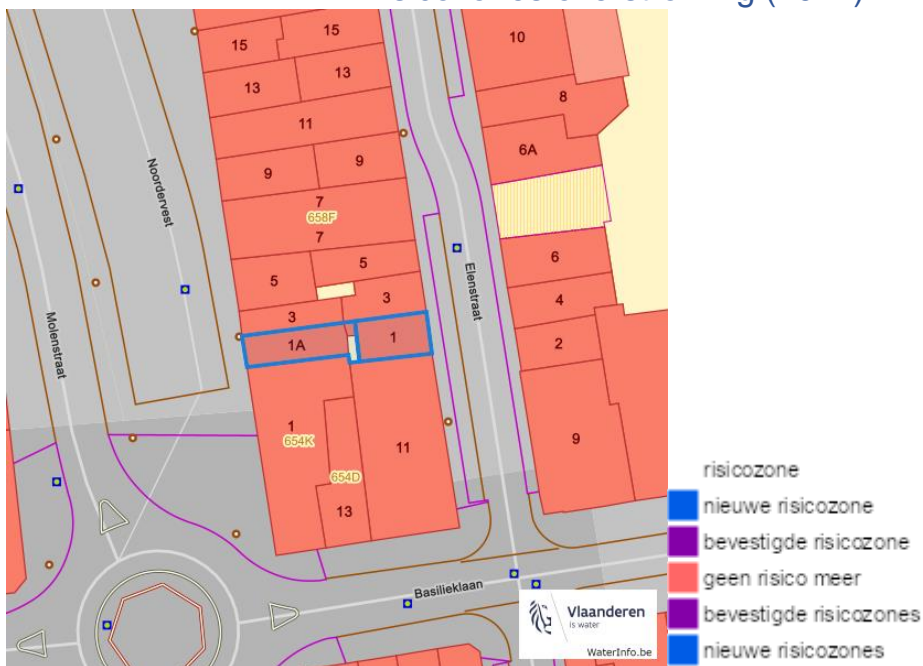 15
15
13
13
11
9
9
7
658F
7
5
5
3
3
1A
1
1
654K
654D
11
13
10
8
6A
6
4
2
9
Noordervest
Molenstraat
Elenstraat
Basilieklaan
Vlaanderen
is water
WaterInfo.be
risicozone
nieuwe risicozone
bevestigde risicozone
geen risico meer
bevestigde risicozones
nieuwe risicozones